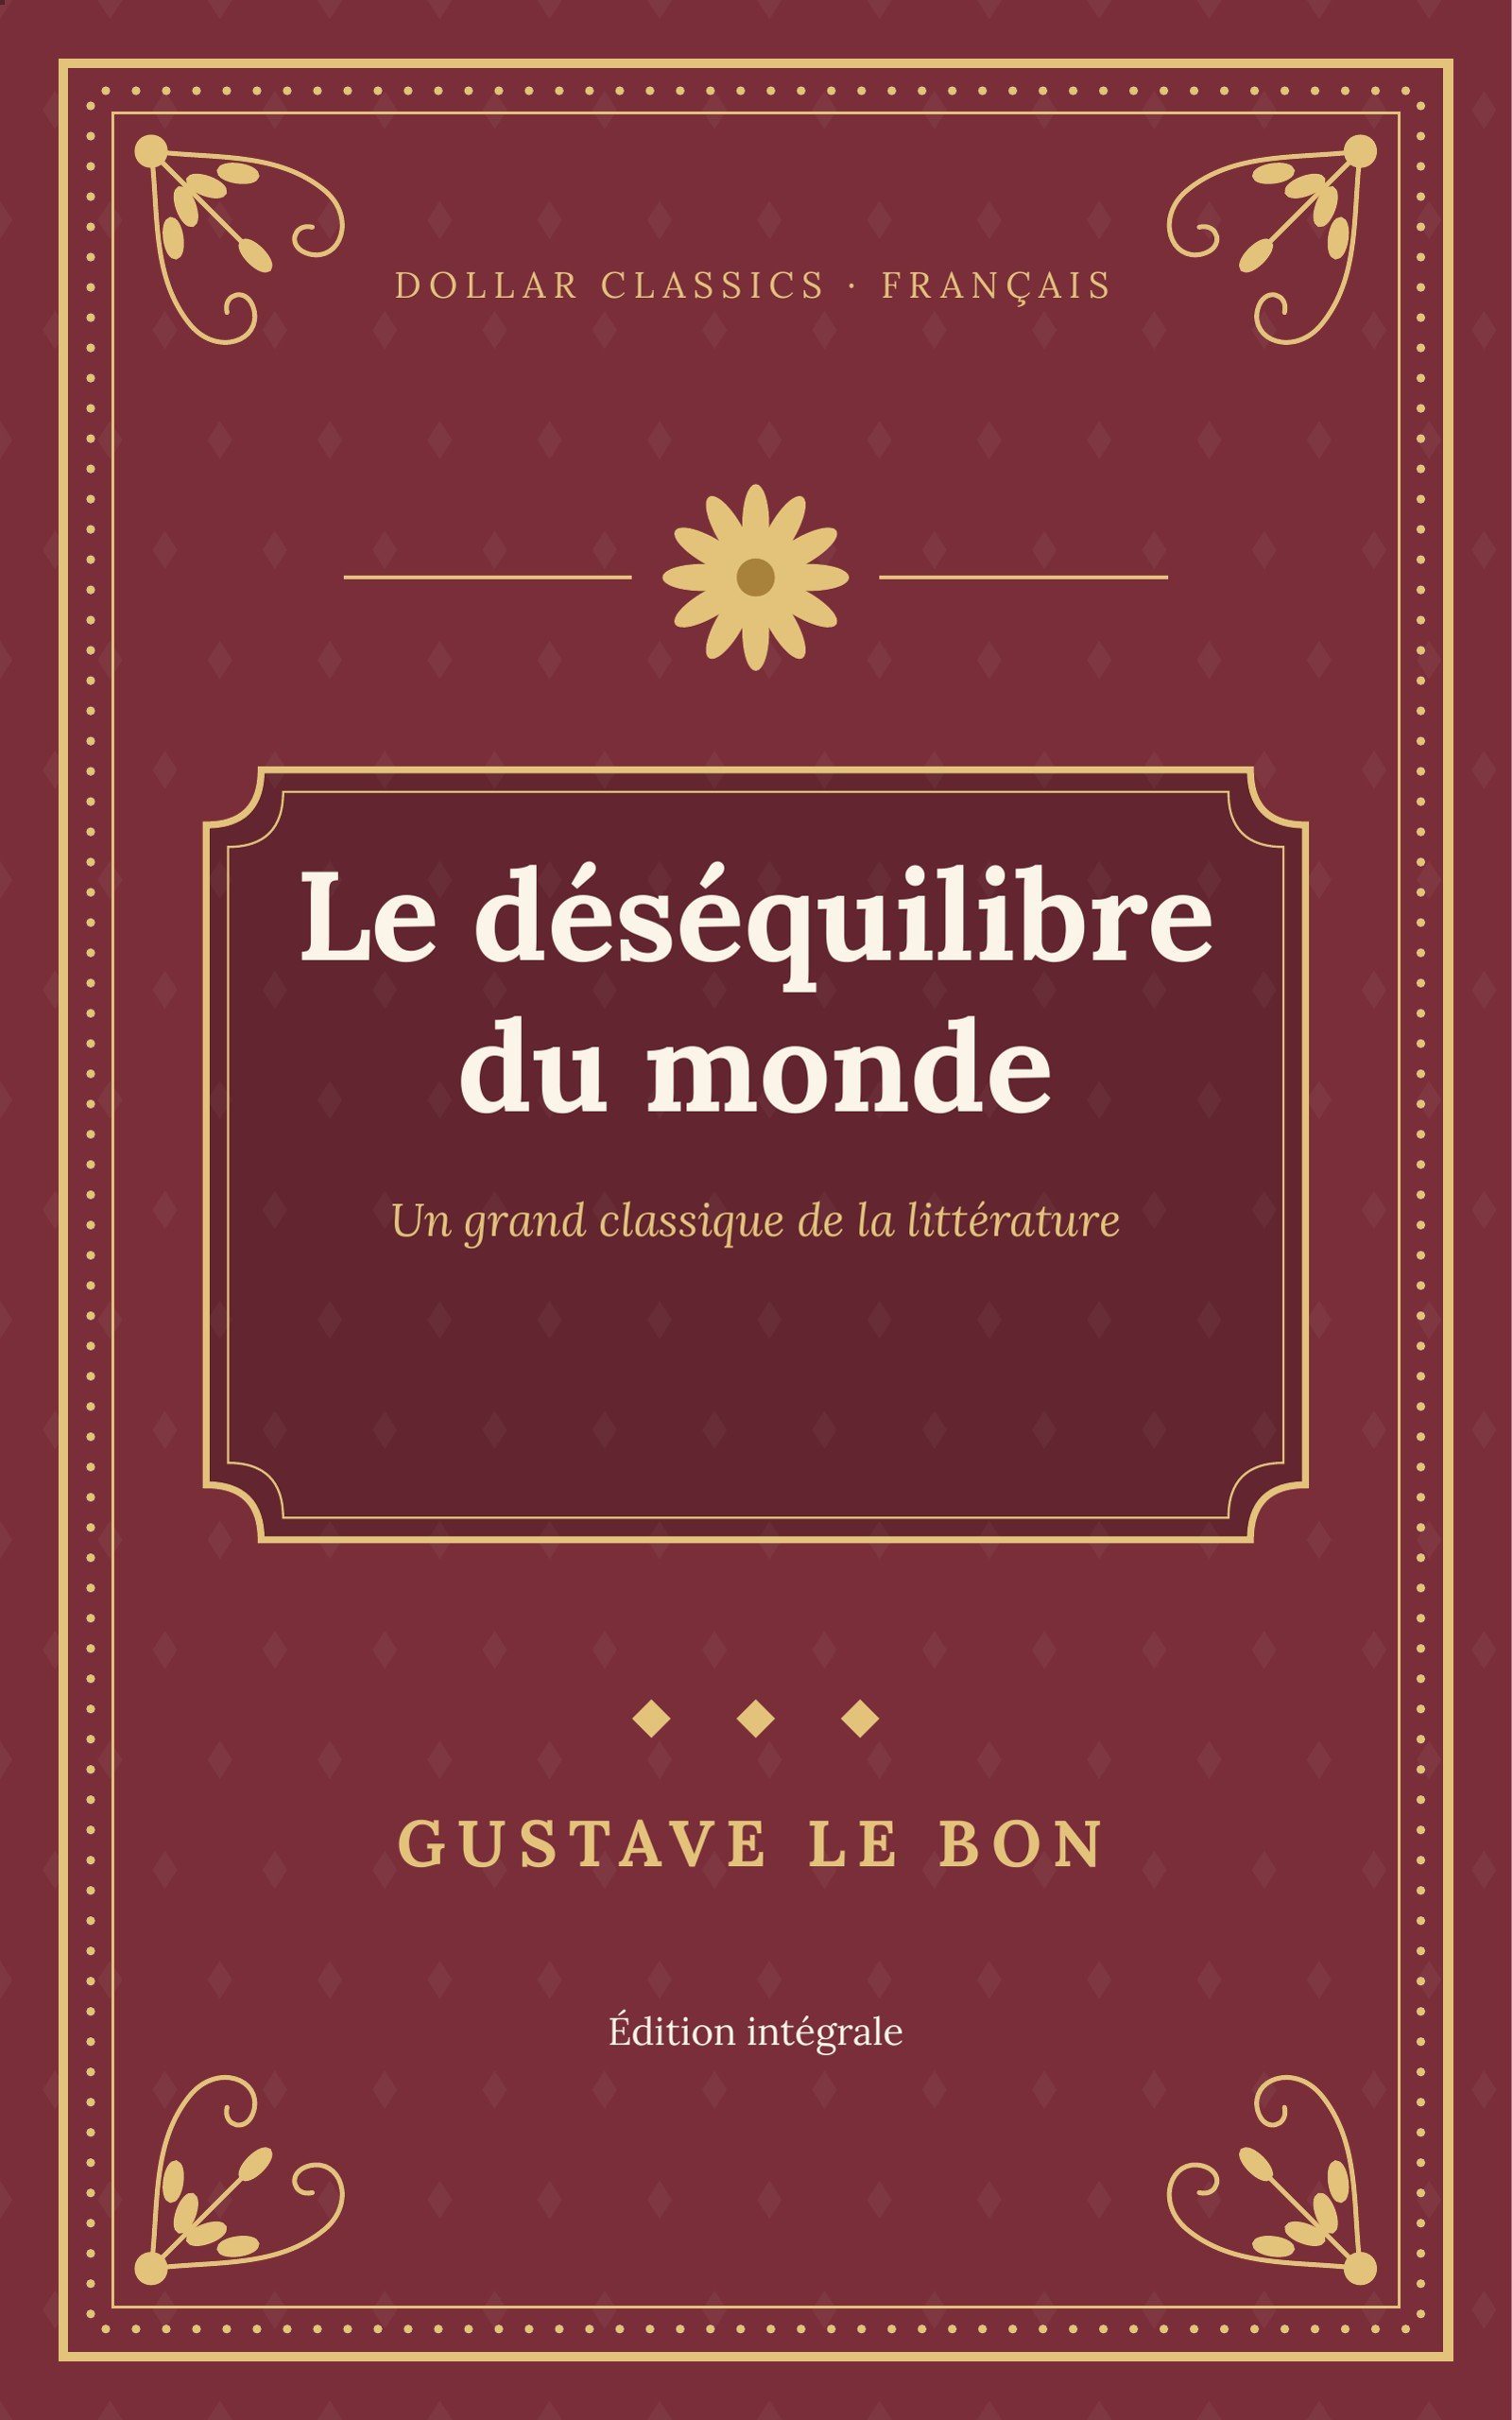 DOLLAR CLASSICS · FRANÇAIS
Le déséquilibre
du monde
Un grand classique de la littérature
GUSTAVE LE BON
Édition intégrale